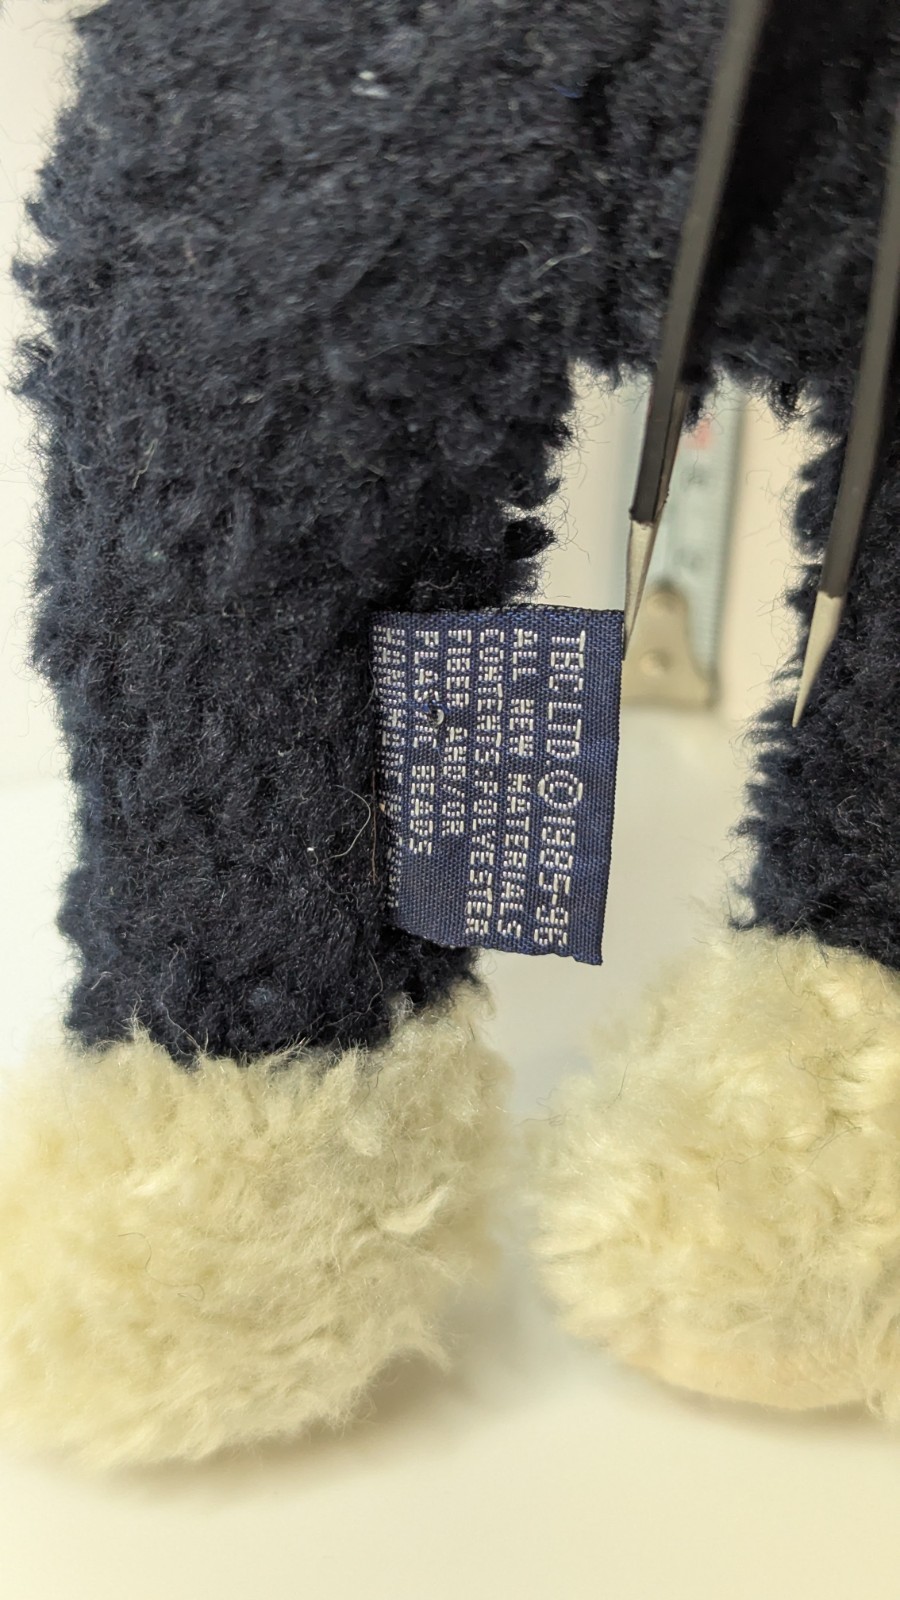 TBC LTD ©1985-96
ALL NEW MATERIALS
CONTENTS:POLYESTER
FIBER AND/OR
PLASTIC BEADS